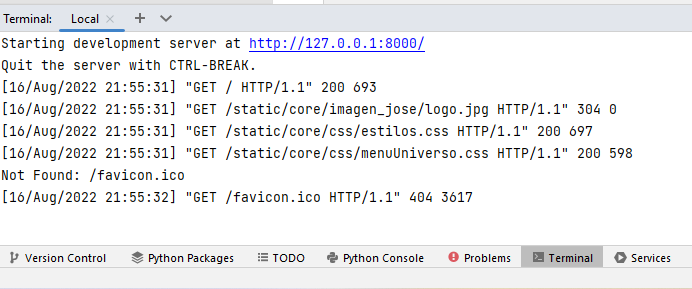 Terminal: Local
Starting development server at http://127.0.0.1:8000/
Quit the server with CTRL-BREAK.
[16/Aug/2022 21:55:31] "GET / HTTP/1.1" 200 693
[16/Aug/2022 21:55:31] "GET /static/core/imagen_jose/logo.jpg HTTP/1.1" 304 0
[16/Aug/2022 21:55:31] "GET /static/core/css/estilos.css HTTP/1.1" 200 697
[16/Aug/2022 21:55:31] "GET /static/core/css/menuUniverso.css HTTP/1.1" 200 598
Not Found: /favicon.ico
[16/Aug/2022 21:55:32] "GET /favicon.ico HTTP/1.1" 404 3617
Version Control Python Packages TODO Python Console Problems Terminal Services